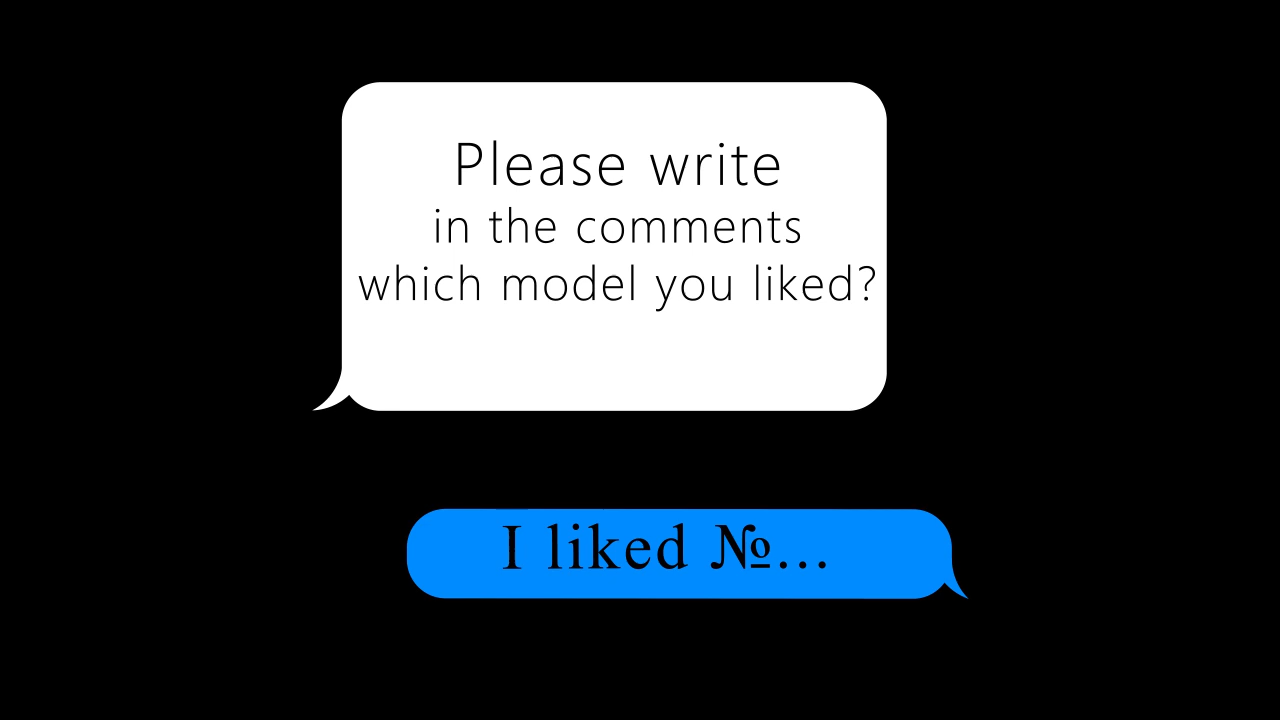 Please write
in the comments
which model you liked?
I liked №...